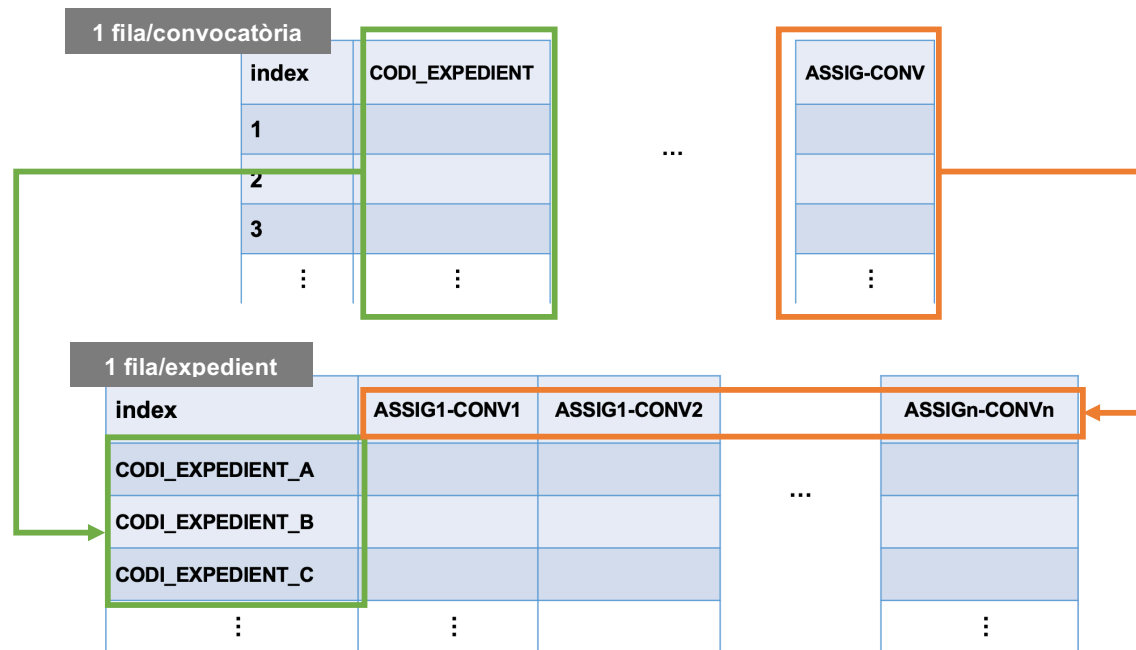 1 fila/convocatòria
index CODI_EXPEDIENT ... ASSIG-CONV
1
2
3
⋮ ⋮ ⋮
1 fila/expedient
index ASSIG1-CONV1 ASSIG1-CONV2 ASSIGn-CONVn
CODI_EXPEDIENT_A
...
CODI_EXPEDIENT_B
CODI_EXPEDIENT_C
⋮ ⋮ ⋮